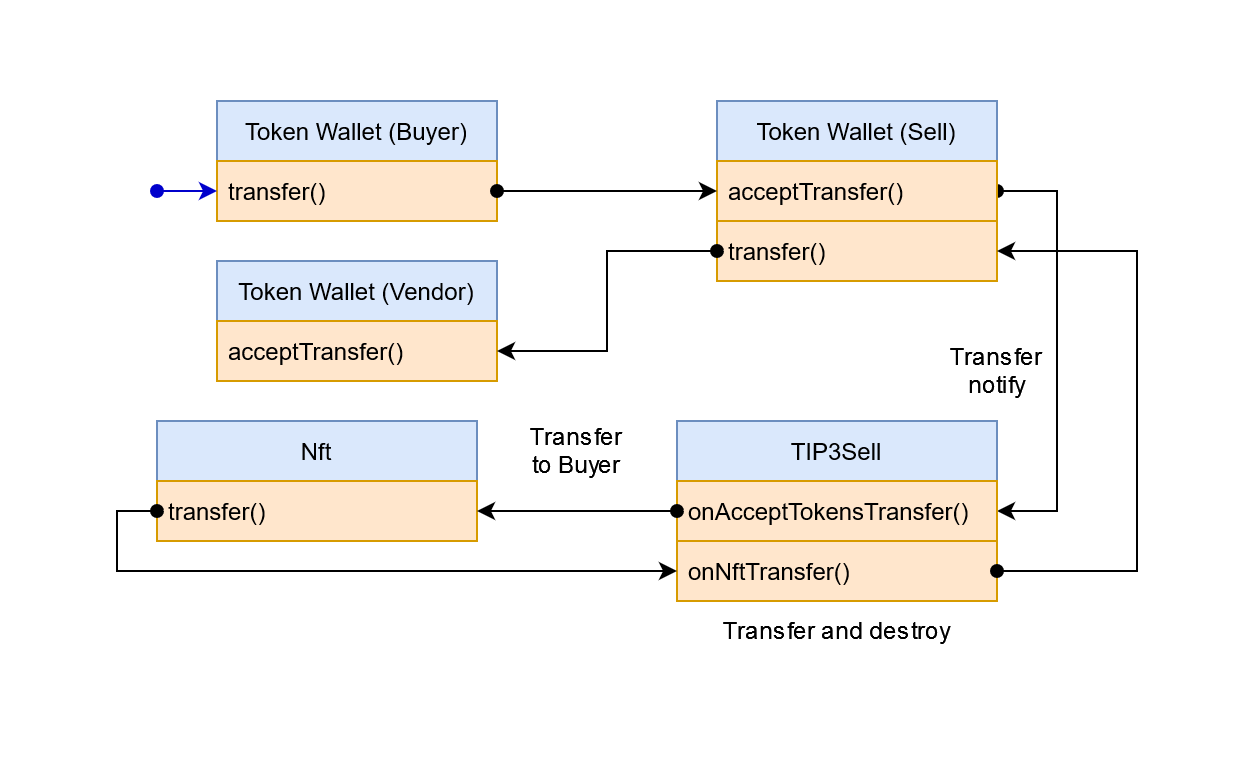 Token Wallet (Buyer)
transfer()
Token Wallet (Sell)
acceptTransfer()
transfer()
Token Wallet (Vendor)
acceptTransfer()
Transfer
notify
Nft
transfer()
Transfer
to Buyer
TIP3Sell
onAcceptTokensTransfer()
onNftTransfer()
Transfer and destroy